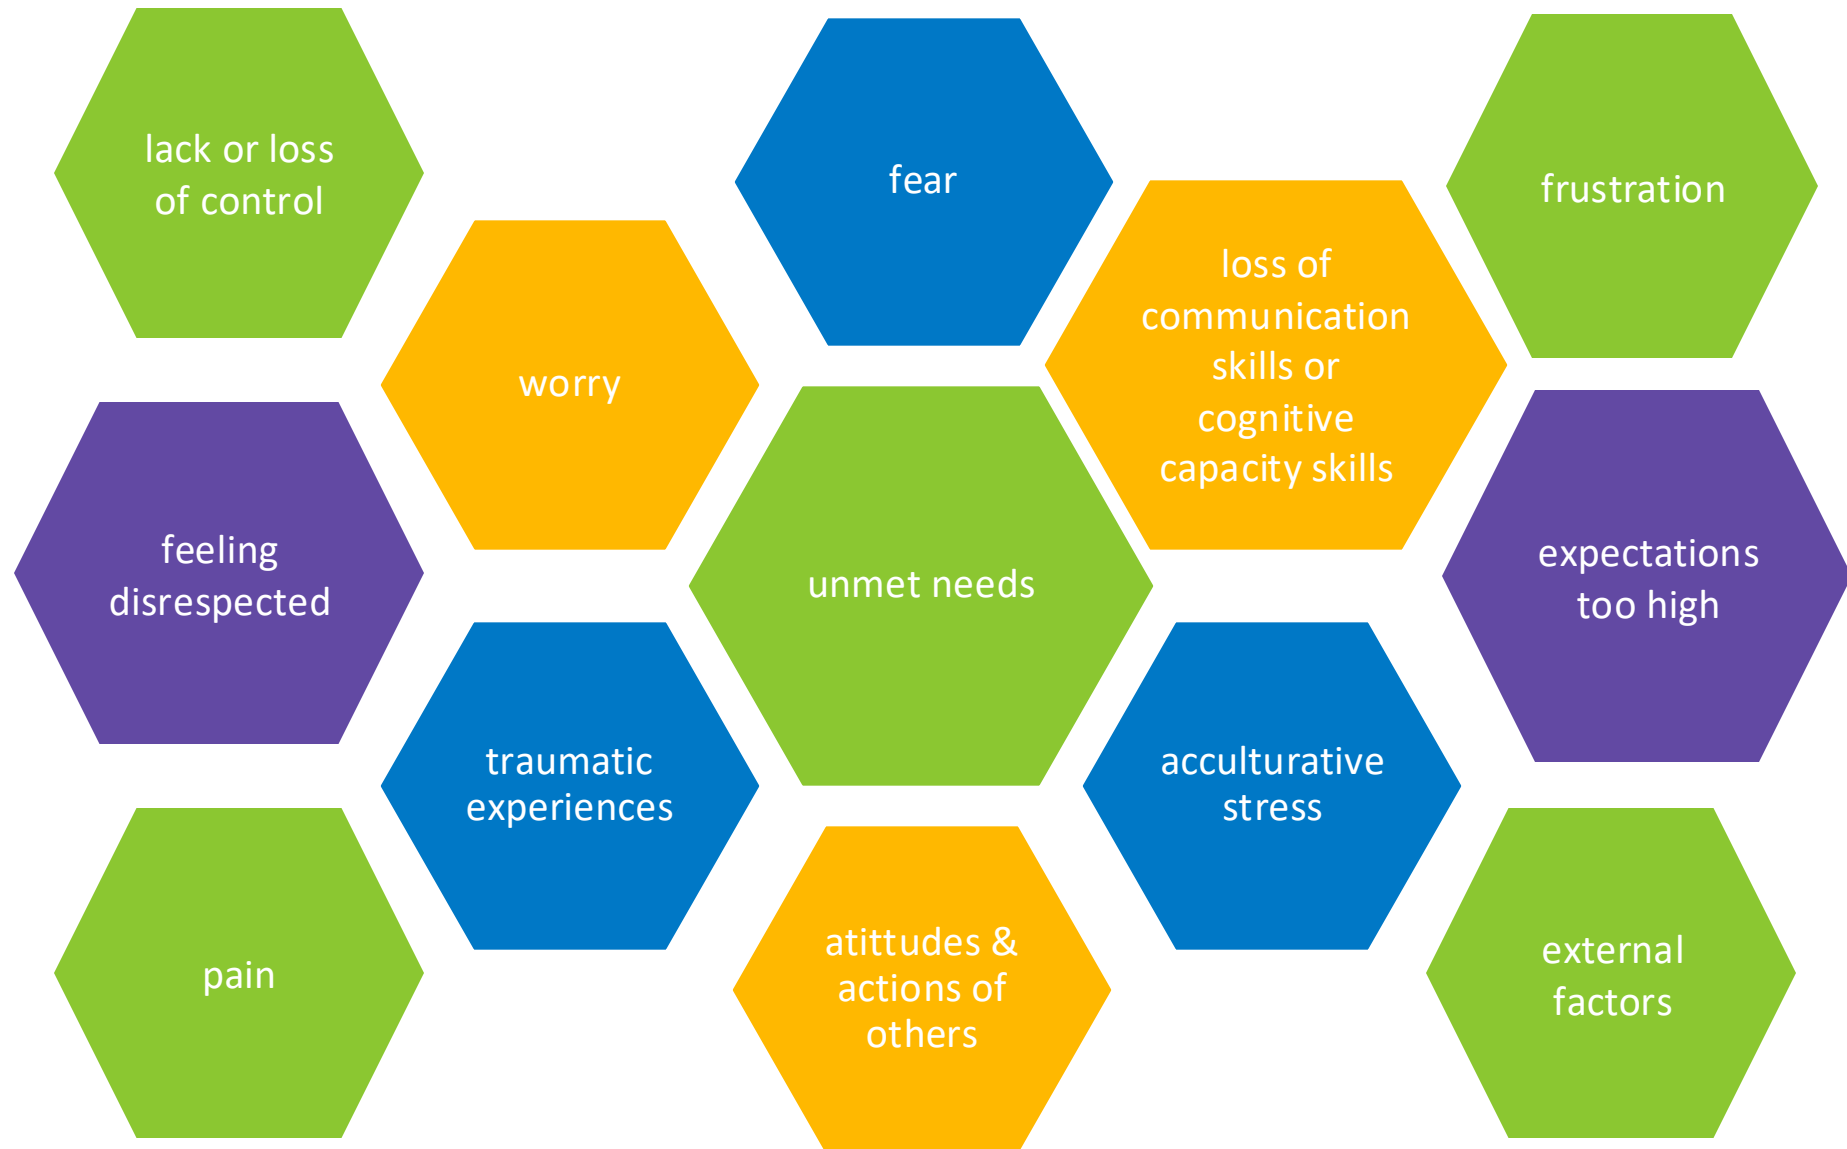 lack or loss
of control
fear
frustration
worry
loss of
communication
skills or
cognitive
capacity skills
feeling
disrespected
unmet needs
expectations
too high
traumatic
experiences
acculturative
stress
pain
atittudes &
actions of
others
external
factors